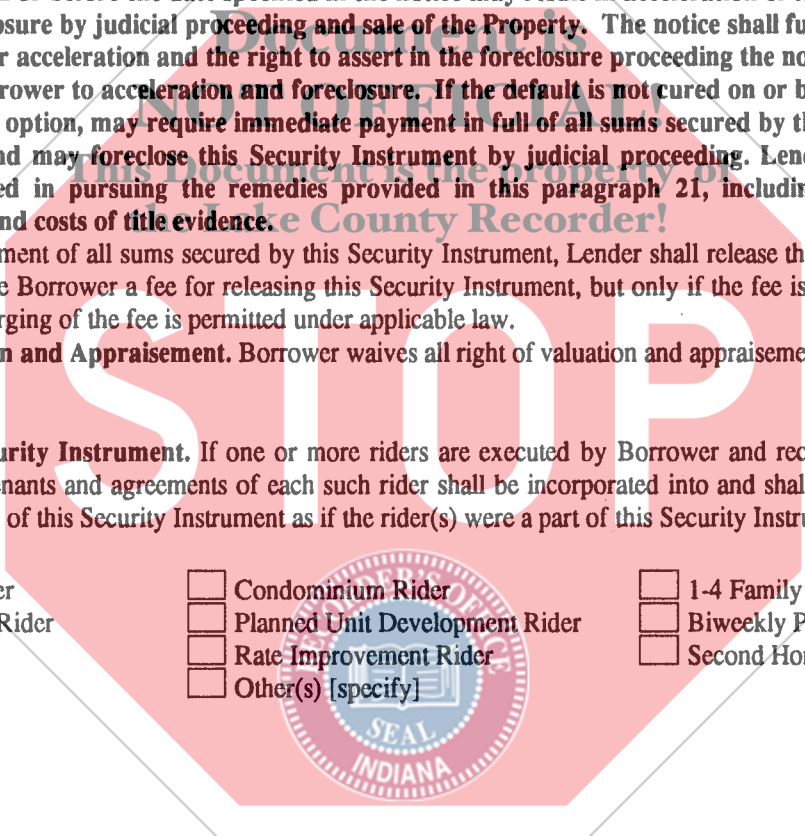 osure by judicial proceeding and sale of the Property. The notice shall fu
Document is
r acceleration and the right to assert in the foreclosure proceeding the no
rower to acceleration and foreclosure. If the default is not cured on or b
NOT OFFICIAL!
option, may require immediate payment in full of all sums secured by th
nd may foreclose this Security Instrument by judicial proceeding. Lend
This Document is the property of
ed in pursuing the remedies provided in this paragraph 21, includin
nd costs of title evidence.
the Lake County Recorder!
ment of all sums secured by this Security Instrument, Lender shall release th
e Borrower a fee for releasing this Security Instrument, but only if the fee is
rging of the fee is permitted under applicable law.
n and Appraisement. Borrower waives all right of valuation and appraiseme
STOP
urity Instrument. If one or more riders are executed by Borrower and rec
nants and agreements of each such rider shall be incorporated into and shal
of this Security Instrument as if the rider(s) were a part of this Security Instru
er Condominium Rider 1-4 Family
Rider Planned Unit Development Rider Biweekly P
Rate Improvement Rider Second Hor
Other(s) [specify]
RECORDER'S OFFICE
SEAL
INDIANA